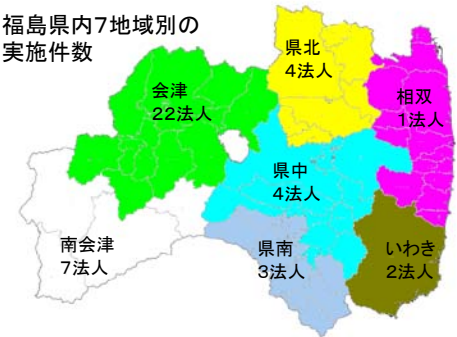 福島県内7地域別の
実施件数
県北
4法人
会津
22法人
相双
1法人
県中
4法人
南会津
7法人
県南
3法人
いわき
2法人